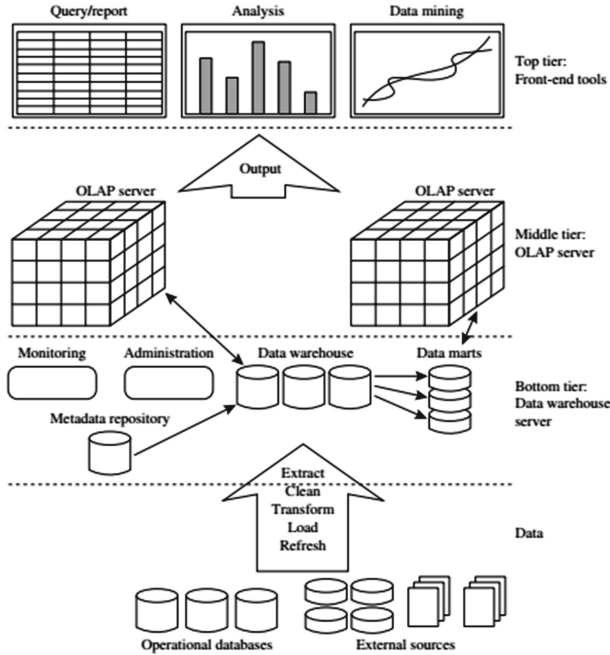 Query/report
Analysis
Data mining
Top tier:
Front-end tools
Output
OLAP server
OLAP server
Middle tier:
OLAP server
Monitoring
Administration
Data warehouse
Data marts
Bottom tier:
Data warehouse
server
Metadata repository
Extract
Clean
Transform
Load
Refresh
Data
Operational databases
External sources